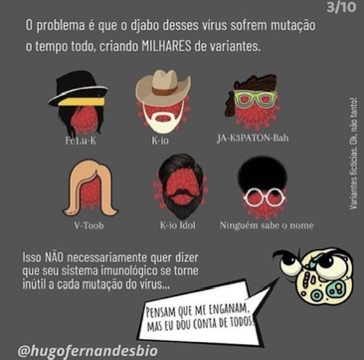 3/10
O problema é que o djabo desses vírus sofrem mutação
o tempo todo, criando MILHARES de variantes.
FeLu-K
K-io
JA-K3PATON-Bah
V-Toob
K-io Idol
Ninguém sabe o nome
Variantes fictícias. Ok, não tanto!
Isso NÃO necessariamente quer dizer
que seu sistema imunológico se torne
inútil a cada mutação do vírus...
PENSAM QUE ME ENGANAM,
MAS EU DOU CONTA DE TODOS!
@hugofernandesbio